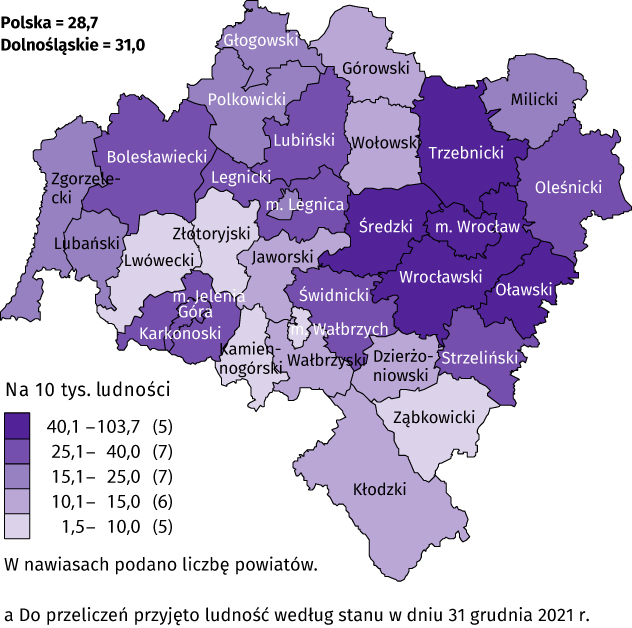 Polska = 28,7
Dolnośląskie = 31,0
Głogowski
Górowski
Polkowicki
Milicki
Lubiński
Wołowski
Trzebnicki
Bolesławiecki
Zgorzele-
cki
Legnicki
Oleśnicki
m. Legnica
Średzki
m. Wrocław
Lubański
Złotoryjski
Lwówecki
Jaworski
Wrocławski
Oławski
m. Jelenia
Góra
Świdnicki
Karkonoski
m. Wałbrzych
Kamien-
nogórski
Wałbrzyski
Dzierżo-
niowski
Strzeliński
Ząbkowicki
Kłodzki
Na 10 tys. ludności
40,1 –103,7 (5)
25,1– 40,0 (7)
15,1– 25,0 (7)
10,1– 15,0 (6)
1,5– 10,0 (5)
W nawiasach podano liczbę powiatów.
a Do przeliczeń przyjęto ludność według stanu w dniu 31 grudnia 2021 r.